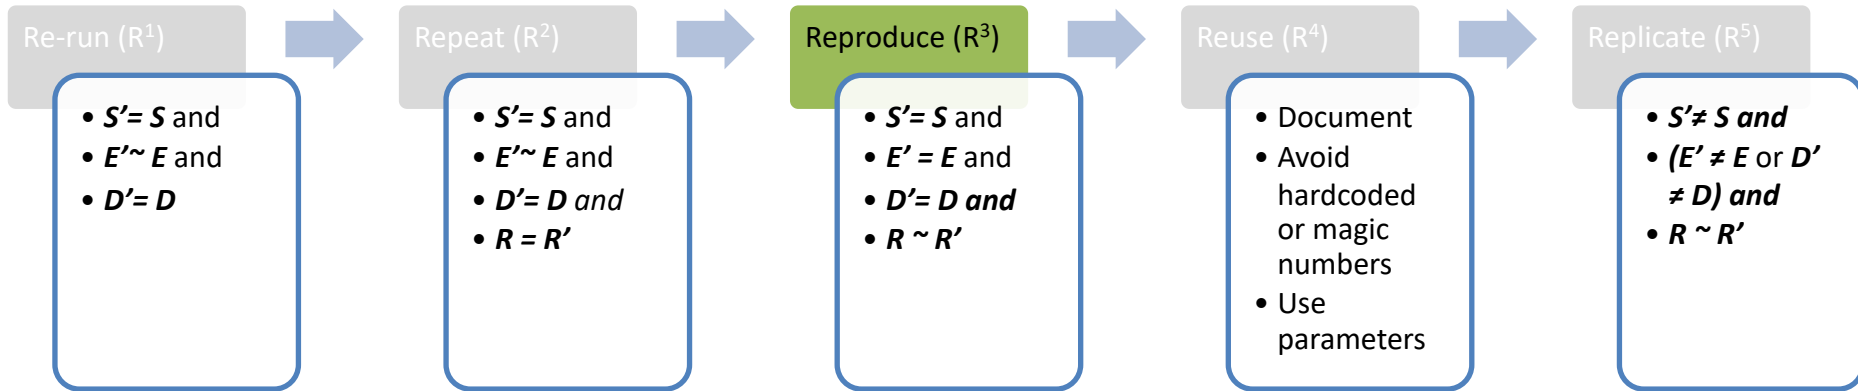 Re-run (R¹)
• S’= S and
• E’~ E and
• D’= D
Repeat (R²)
• S’= S and
• E’~ E and
• D’= D and
• R = R’
Reproduce (R³)
• S’= S and
• E’ = E and
• D’= D and
• R ~ R’
Reuse (R⁴)
• Document
• Avoid
hardcoded
or magic
numbers
• Use
parameters
Replicate (R⁵)
• S’≠ S and
• (E’ ≠ E or D’
≠ D) and
• R ~ R’